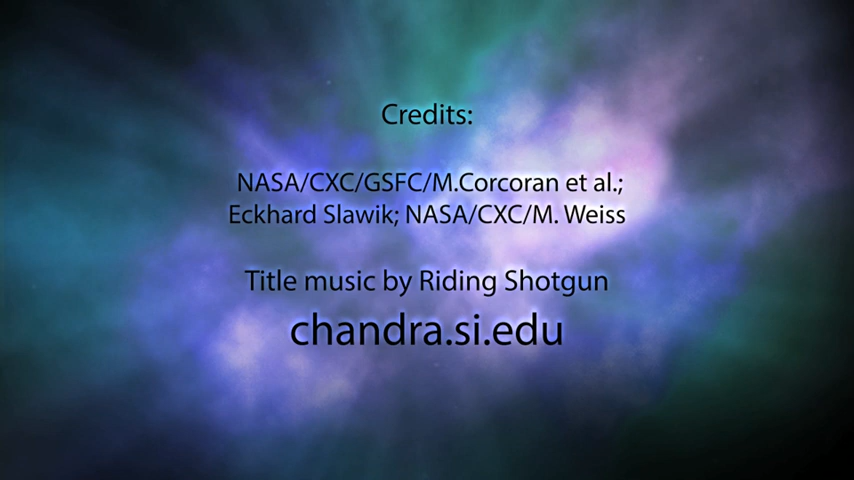 Credits:
NASA/CXC/GSFC/M.Corcoran et al.;
Eckhard Slawik; NASA/CXC/M. Weiss
Title music by Riding Shotgun
chandra.si.edu